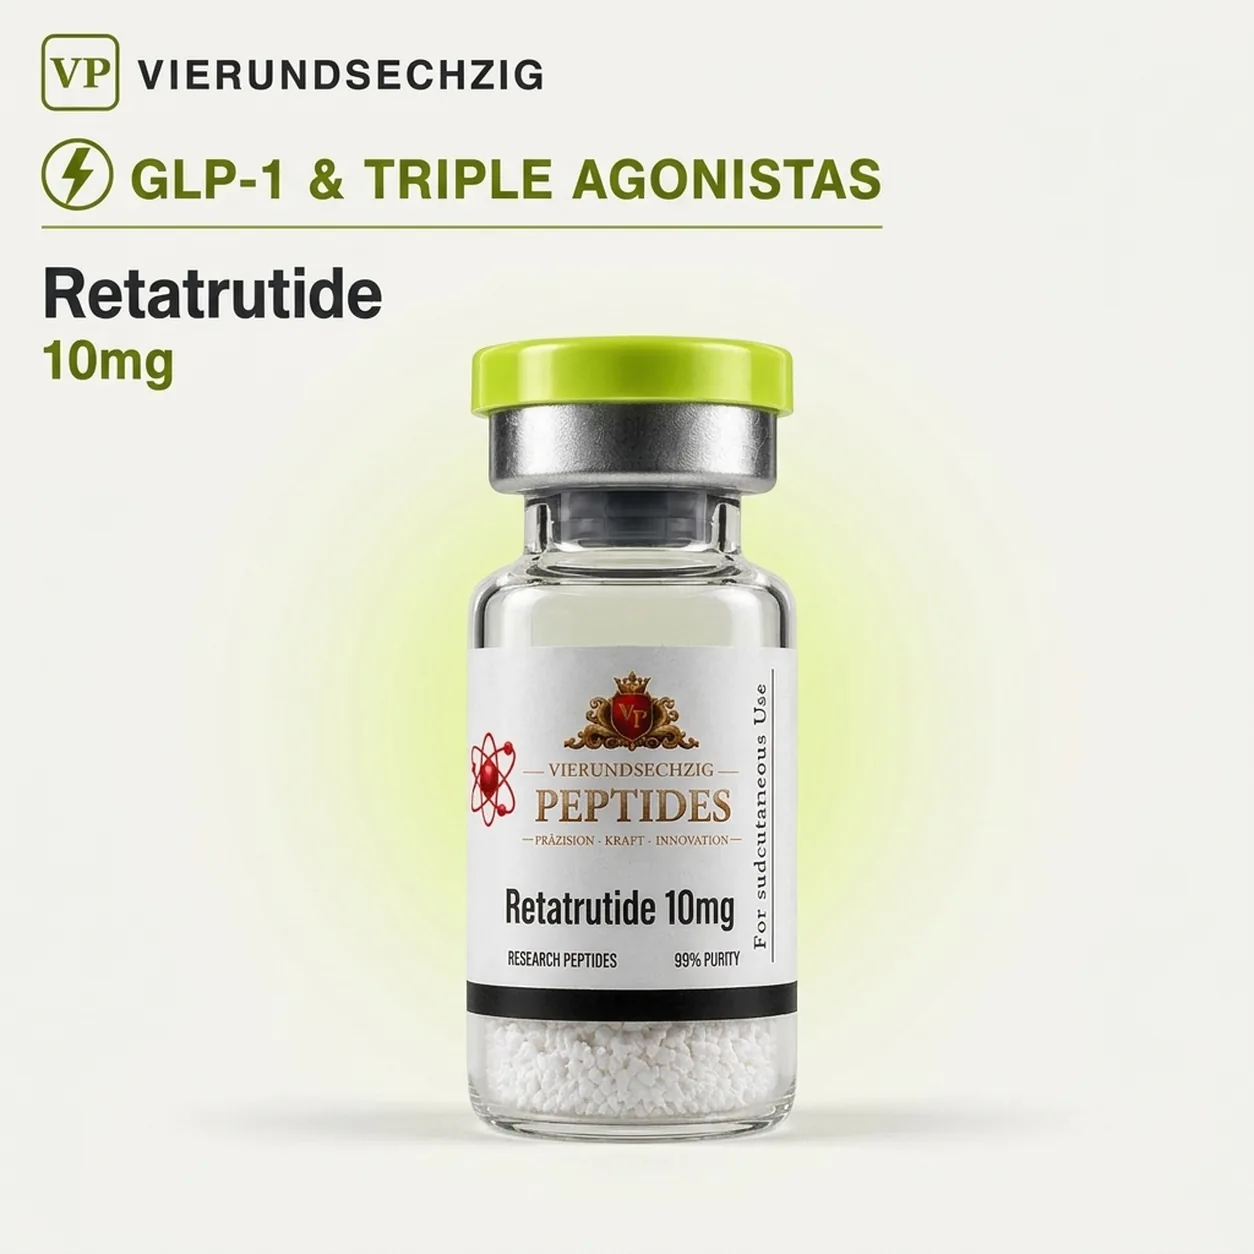 VP VIERUNDSECHZIG
GLP-1 & TRIPLE AGONISTAS
Retatrutide
10mg
VP
VIERUNDSECHZIG
PEPTIDES
PRÄZISION - KRAFT - INNOVATION
Retatrutide 10mg
RESEARCH PEPTIDES 99% PURITY
For sudcutaneous Use